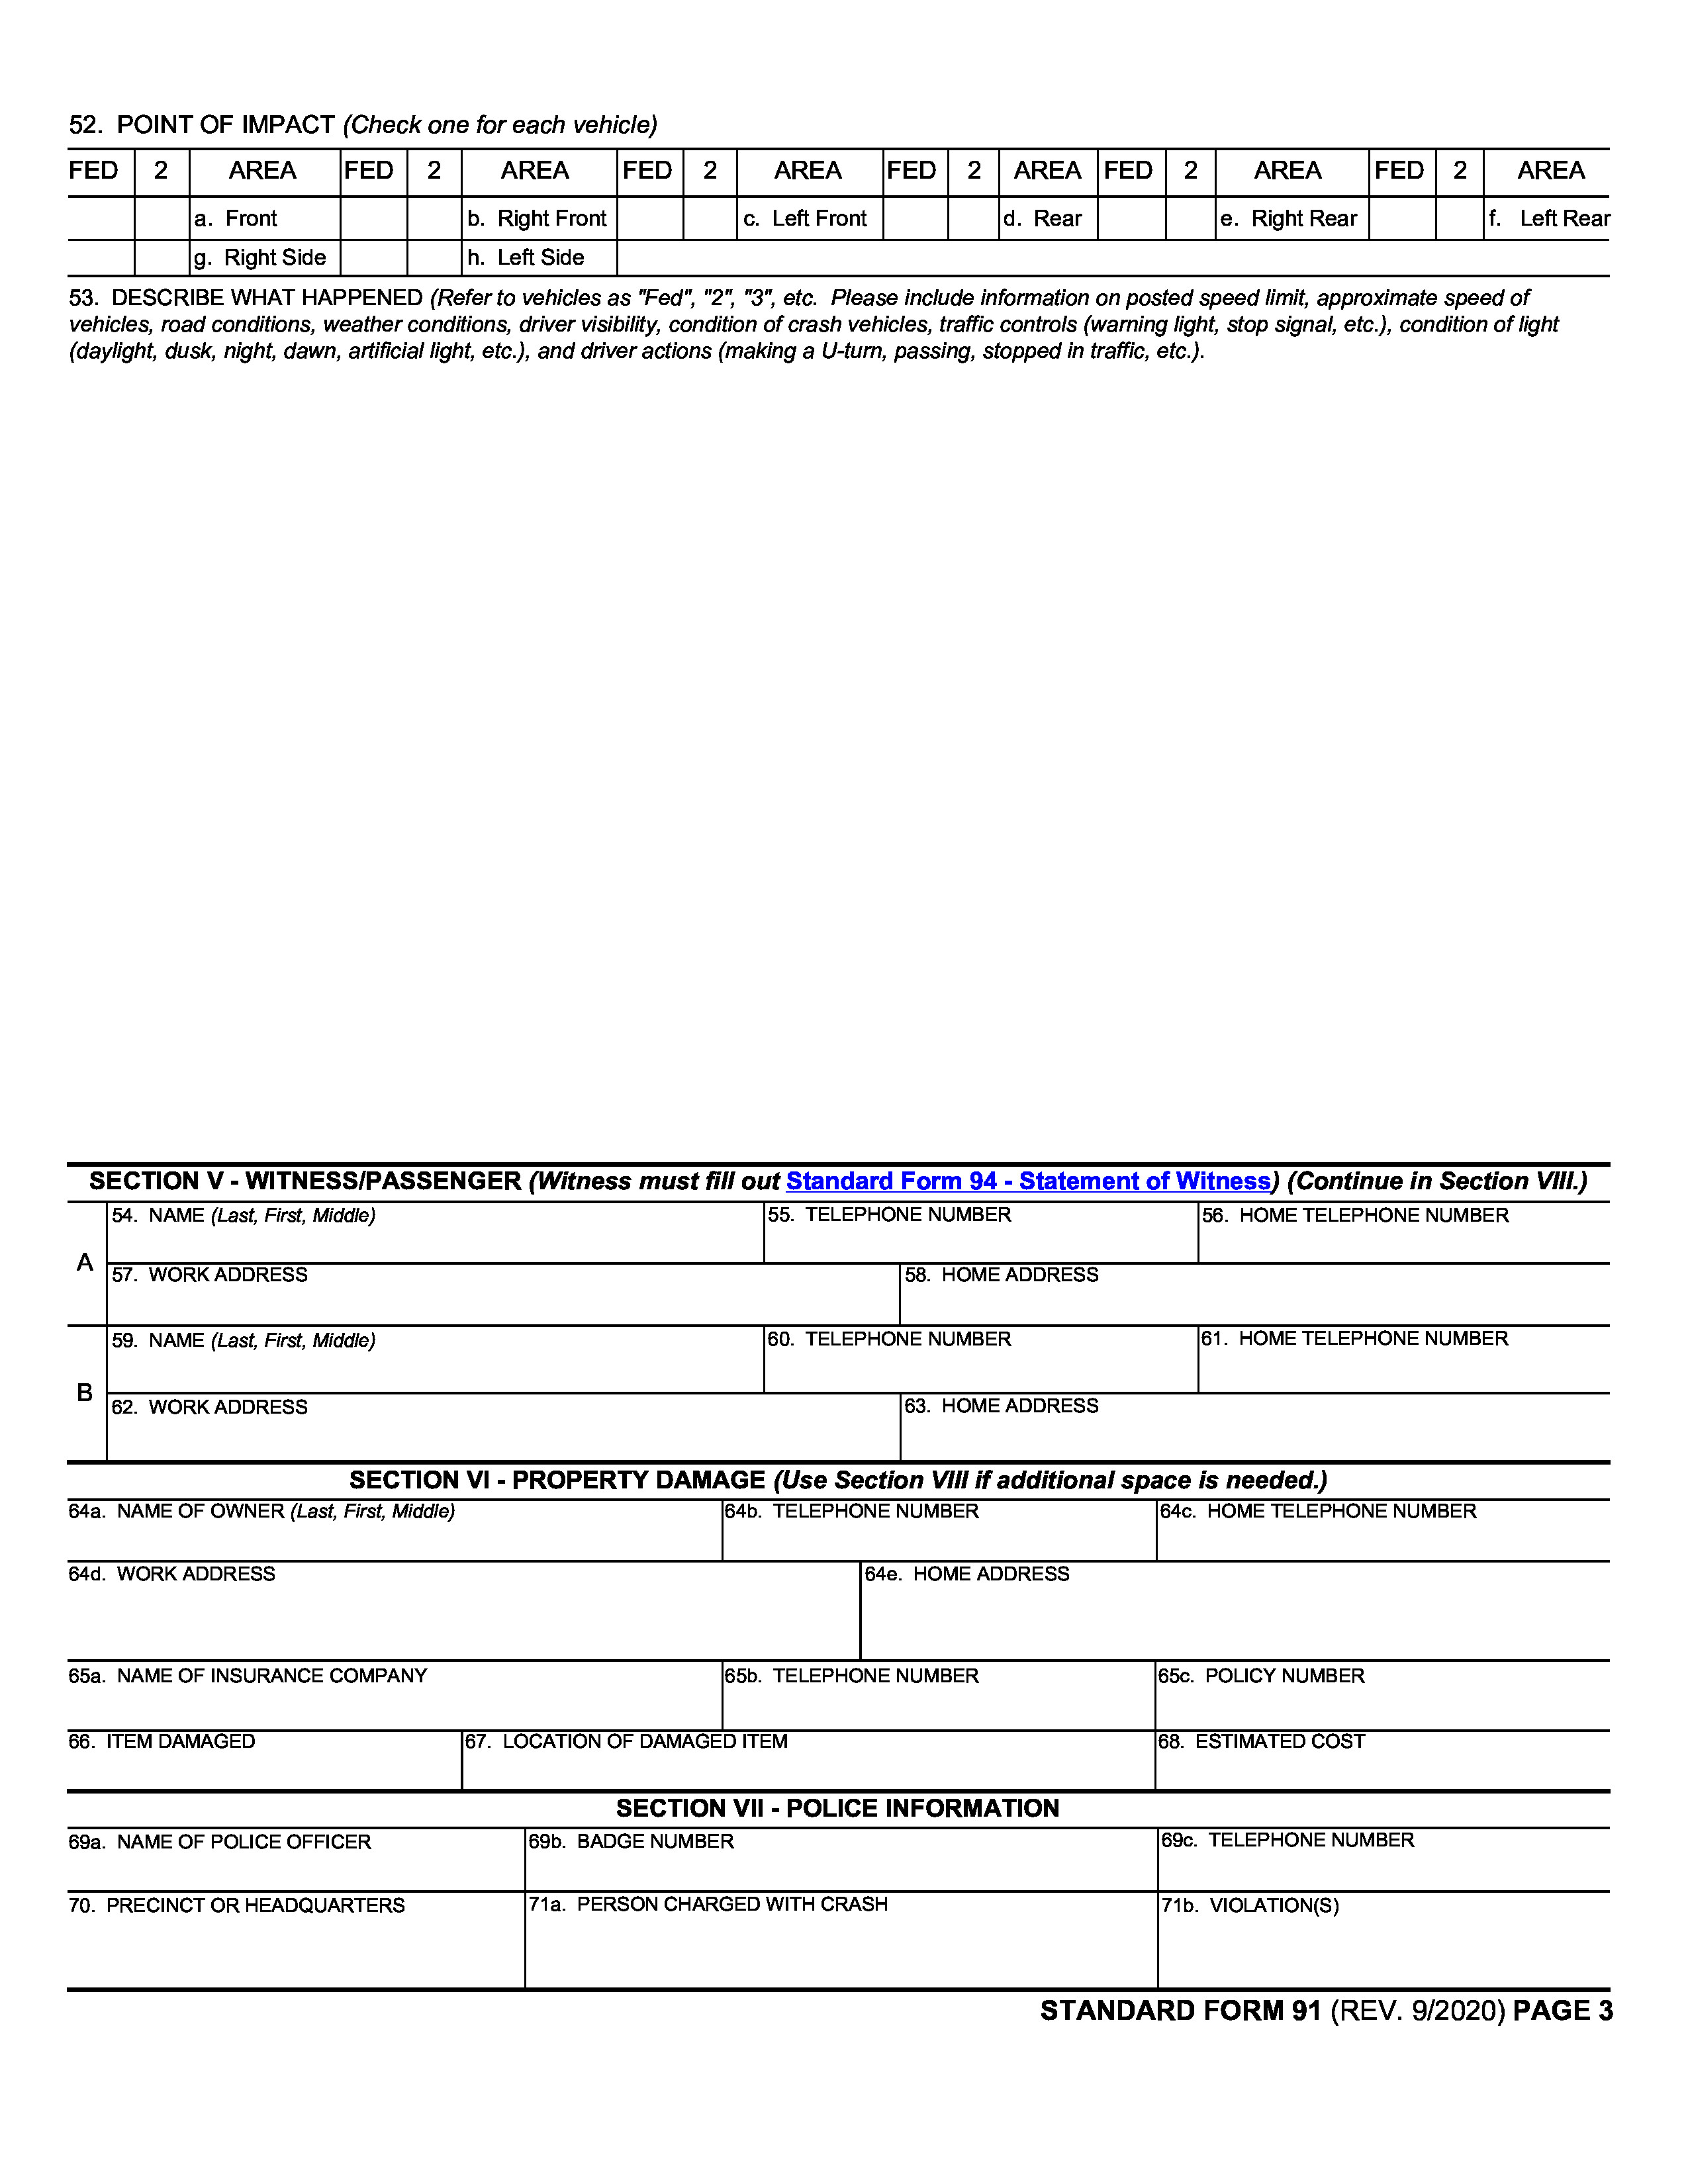 52. POINT OF IMPACT (Check one for each vehicle)
FED 2 AREA FED 2 AREA FED 2 AREA FED 2 AREA FED 2 AREA FED 2 AREA
a. Front b. Right Front c. Left Front d. Rear e. Right Rear f. Left Rear
g. Right Side h. Left Side
53. DESCRIBE WHAT HAPPENED (Refer to vehicles as "Fed", "2", "3", etc. Please include information on posted speed limit, approximate speed of
vehicles, road conditions, weather conditions, driver visibility, condition of crash vehicles, traffic controls (warning light, stop signal, etc.), condition of light
(daylight, dusk, night, dawn, artificial light, etc.), and driver actions (making a U-turn, passing, stopped in traffic, etc.).
SECTION V - WITNESS/PASSENGER (Witness must fill out Standard Form 94 - Statement of Witness) (Continue in Section VIII.)
A
54. NAME (Last, First, Middle) 55. TELEPHONE NUMBER 56. HOME TELEPHONE NUMBER
57. WORK ADDRESS 58. HOME ADDRESS
B
59. NAME (Last, First, Middle) 60. TELEPHONE NUMBER 61. HOME TELEPHONE NUMBER
62. WORK ADDRESS 63. HOME ADDRESS
SECTION VI - PROPERTY DAMAGE (Use Section VIII if additional space is needed.)
64a. NAME OF OWNER (Last, First, Middle) 64b. TELEPHONE NUMBER 64c. HOME TELEPHONE NUMBER
64d. WORK ADDRESS 64e. HOME ADDRESS
65a. NAME OF INSURANCE COMPANY 65b. TELEPHONE NUMBER 65c. POLICY NUMBER
66. ITEM DAMAGED 67. LOCATION OF DAMAGED ITEM 68. ESTIMATED COST
SECTION VII - POLICE INFORMATION
69a. NAME OF POLICE OFFICER 69b. BADGE NUMBER 69c. TELEPHONE NUMBER
70. PRECINCT OR HEADQUARTERS 71a. PERSON CHARGED WITH CRASH 71b. VIOLATION(S)
STANDARD FORM 91 (REV. 9/2020) PAGE 3